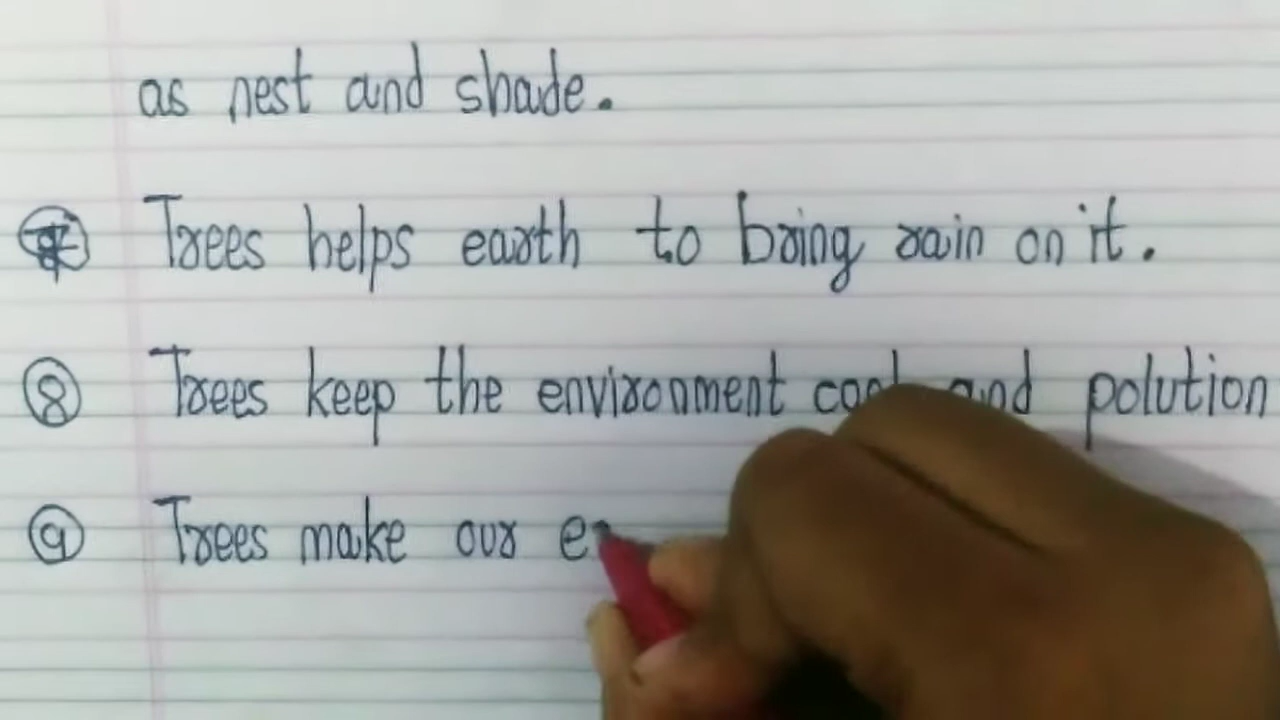 as nest and shade.
Trees helps earth to bring rain on it.
⑧ Trees keep the environment cool and polution
⑨ Trees make our e